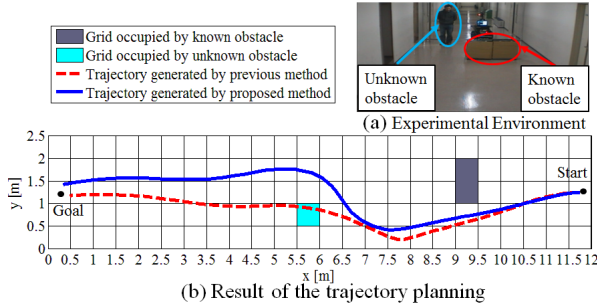 Grid occupied by known obstacle
Grid occupied by unknown obstacle
Trajectory generated by previous method
Trajectory generated by proposed method
Unknown obstacle
Known obstacle
(a) Experimental Environment
y [m]
2.5
2
1.5
1
0.5
0
Goal
Start
0 0.5 1 1.5 2 2.5 3 3.5 4 4.5 5 5.5 6 6.5 7 7.5 8 8.5 9 9.5 10 10.5 11 11.5 12
x [m]
(b) Result of the trajectory planning